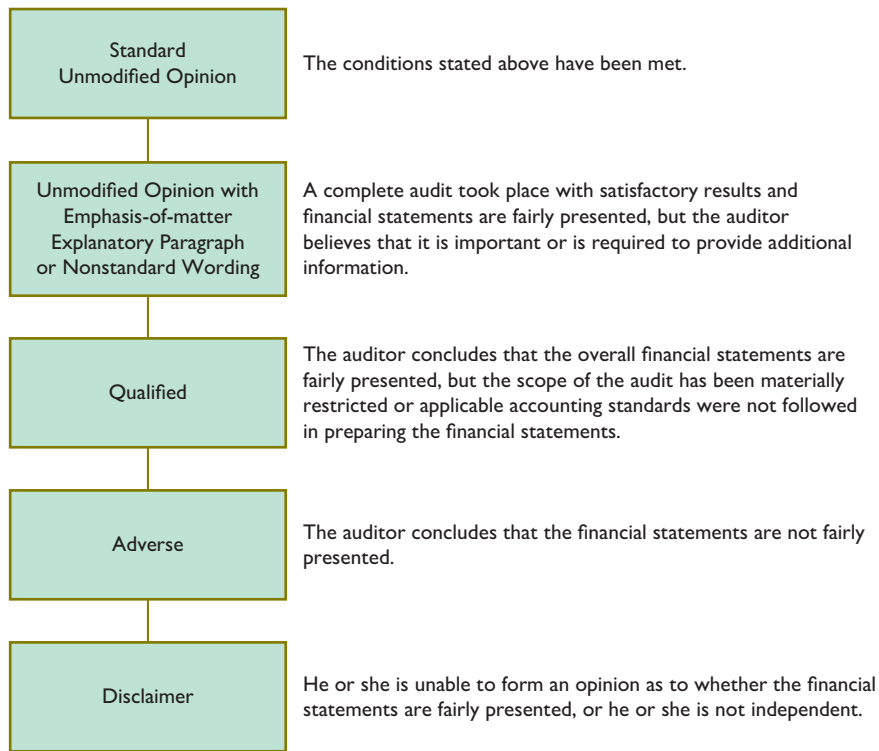 Standard
Unmodified Opinion
The conditions stated above have been met.
Unmodified Opinion with
Emphasis-of-matter
Explanatory Paragraph
or Nonstandard Wording
A complete audit took place with satisfactory results and
financial statements are fairly presented, but the auditor
believes that it is important or is required to provide additional
information.
Qualified
The auditor concludes that the overall financial statements are
fairly presented, but the scope of the audit has been materially
restricted or applicable accounting standards were not followed
in preparing the financial statements.
Adverse
The auditor concludes that the financial statements are not fairly
presented.
Disclaimer
He or she is unable to form an opinion as to whether the financial
statements are fairly presented, or he or she is not independent.